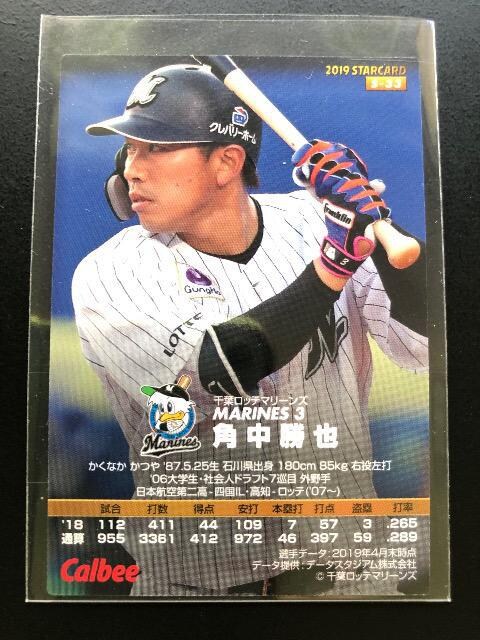 2019 STARCARD
S-33
クレバリーホーム
Franklin
3
GungHo
LOTTE
千葉ロッテマリーンズ
MARINES 3
Marines
角中勝也
かくなか かつや '87.5.25生 石川県出身 180cm 85kg 右投左打
'06大学生・社会人ドラフト7巡目 外野手
日本航空第二高-四国IL・高知-ロッテ('07〜)
試合 打数 得点 安打 本塁打 打点 盗塁 打率
'18 112 411 44 109 7 57 3 .265
通算 955 3361 412 972 46 397 59 .289
選手データ:2019年4月末時点
データ提供:データスタジアム株式会社
Calbee
©千葉ロッテマリーンズ